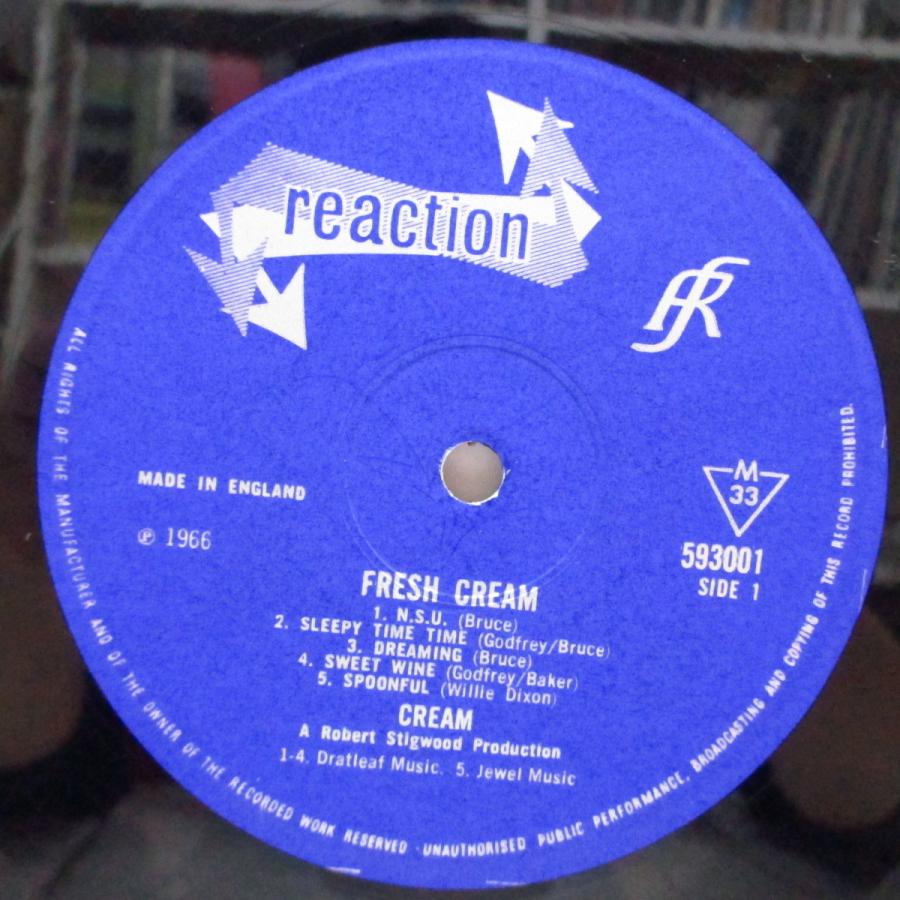 reaction
R
MADE IN ENGLAND
℗ 1966
M
33
593001
SIDE 1
FRESH CREAM
1. N.S.U. (Bruce)
2. SLEEPY TIME TIME (Godfrey/Bruce)
3. DREAMING (Bruce)
4. SWEET WINE (Godfrey/Baker)
5. SPOONFUL (Willie Dixon)
CREAM
A Robert Stigwood Production
1-4. Dratleaf Music. 5. Jewel Music
ALL RIGHTS OF THE MANUFACTURER AND OF THE OWNER OF THE RECORDED WORK RESERVED · UNAUTHORISED PUBLIC PERFORMANCE, BROADCASTING AND COPYING OF THIS RECORD PROHIBITED.